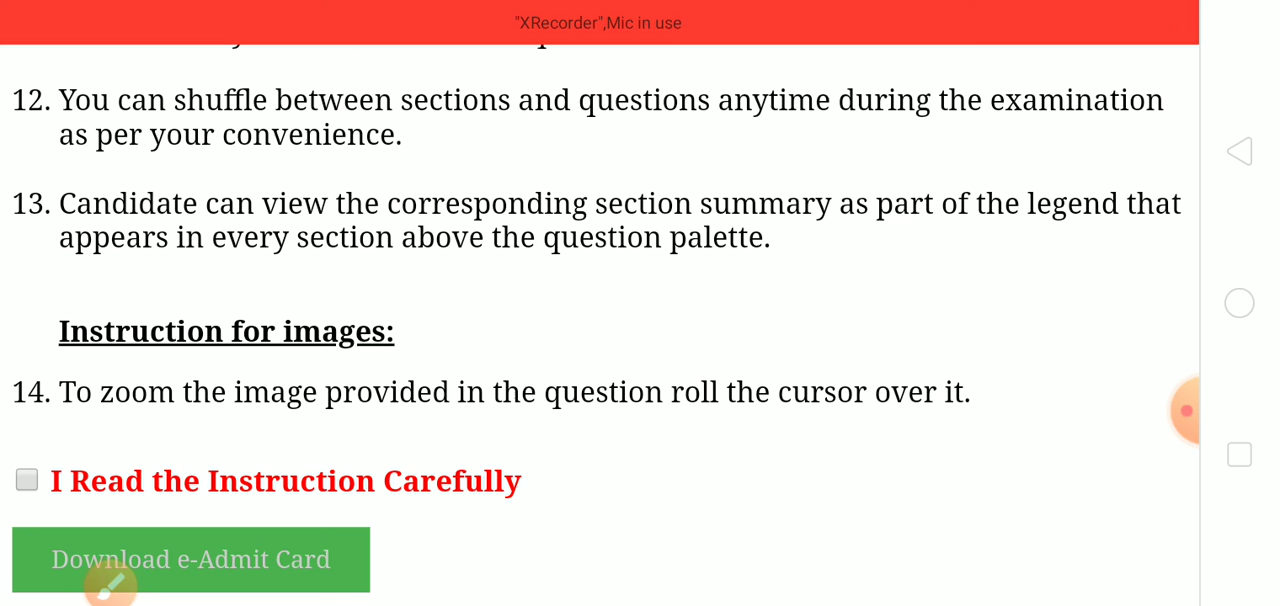 "XRecorder",Mic in use
12. You can shuffle between sections and questions anytime during the examination
as per your convenience.
13. Candidate can view the corresponding section summary as part of the legend that
appears in every section above the question palette.
Instruction for images:
14. To zoom the image provided in the question roll the cursor over it.
I Read the Instruction Carefully
Download e-Admit Card